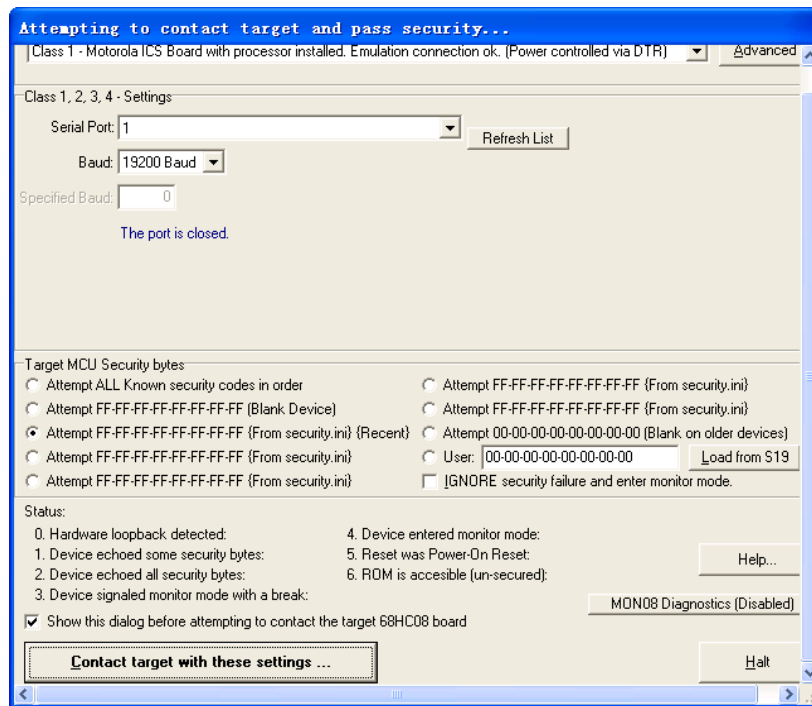 Attempting to contact target and pass security...
Class 1 - Motorola ICS Board with processor installed. Emulation connection ok. (Power controlled via DTR)
Advanced
Class 1, 2, 3, 4 - Settings
Serial Port: 1
Refresh List
Baud: 19200 Baud
Specified Baud: 0
The port is closed.
Target MCU Security bytes
Attempt ALL Known security codes in order
Attempt FF-FF-FF-FF-FF-FF-FF-FF (Blank Device)
Attempt FF-FF-FF-FF-FF-FF-FF-FF {From security.ini} {Recent}
Attempt FF-FF-FF-FF-FF-FF-FF-FF {From security.ini}
Attempt FF-FF-FF-FF-FF-FF-FF-FF {From security.ini}
Attempt FF-FF-FF-FF-FF-FF-FF-FF {From security.ini}
Attempt FF-FF-FF-FF-FF-FF-FF-FF {From security.ini}
Attempt 00-00-00-00-00-00-00-00 (Blank on older devices)
User: 00-00-00-00-00-00-00-00
Load from S19
IGNORE security failure and enter monitor mode.
Status:
0. Hardware loopback detected:
1. Device echoed some security bytes:
2. Device echoed all security bytes:
3. Device signaled monitor mode with a break:
4. Device entered monitor mode:
5. Reset was Power-On Reset:
6. ROM is accesible (un-secured):
Help...
MON08 Diagnostics (Disabled)
Show this dialog before attempting to contact the target 68HC08 board
Contact target with these settings ...
Halt